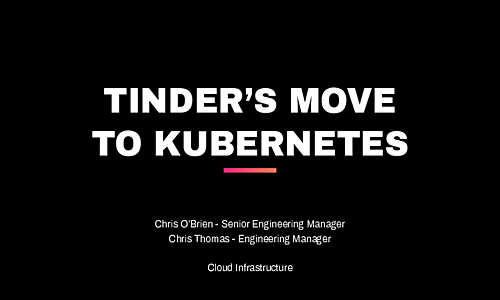 TINDER’S MOVE
TO KUBERNETES
Chris O'Brien - Senior Engineering Manager
Chris Thomas - Engineering Manager
Cloud Infrastructure